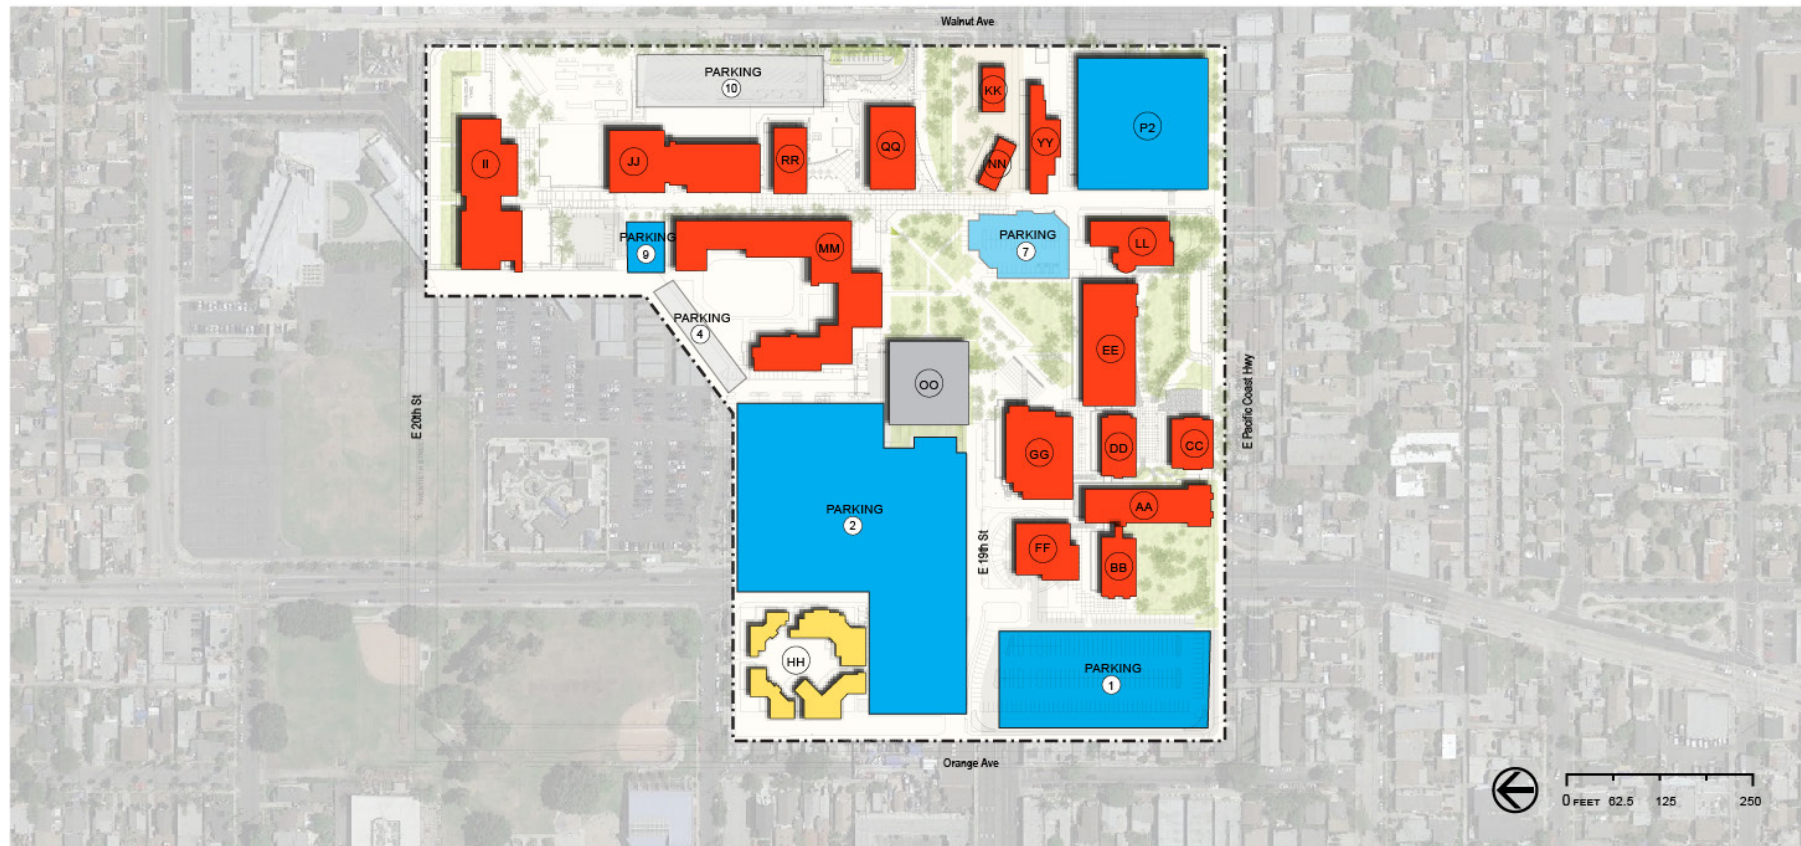 Walnut Ave
PARKING
10
KK
P2
YY
QQ
RR
JJ
II
NN
PARKING
9
MM
PARKING
7
LL
PARKING
4
EE
OO
E 20th St
E Pacific Coast Hwy
GG
DD
CC
PARKING
2
AA
E 19th St
FF
BB
HH
PARKING
1
Orange Ave
0 FEET 62.5 125 250